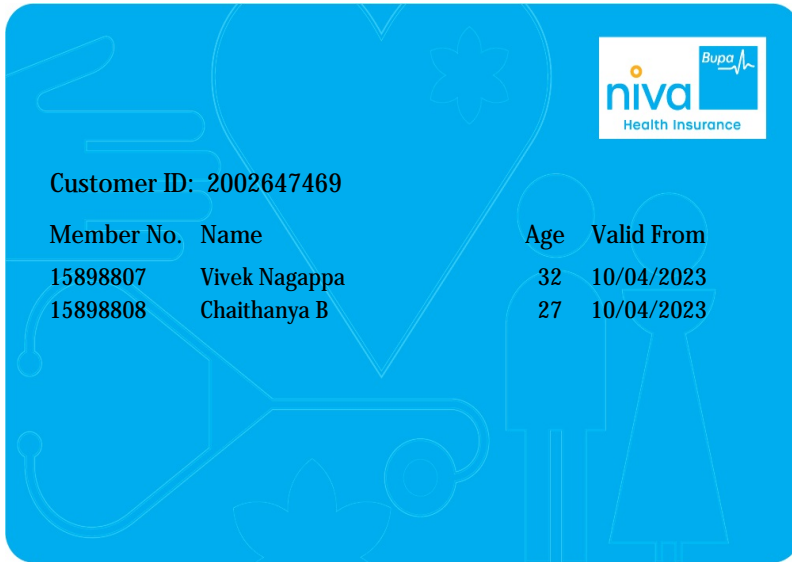 Bupa
niva
Health Insurance
Customer ID: 2002647469
Member No. Name Age Valid From
15898807 Vivek Nagappa 32 10/04/2023
15898808 Chaithanya B 27 10/04/2023